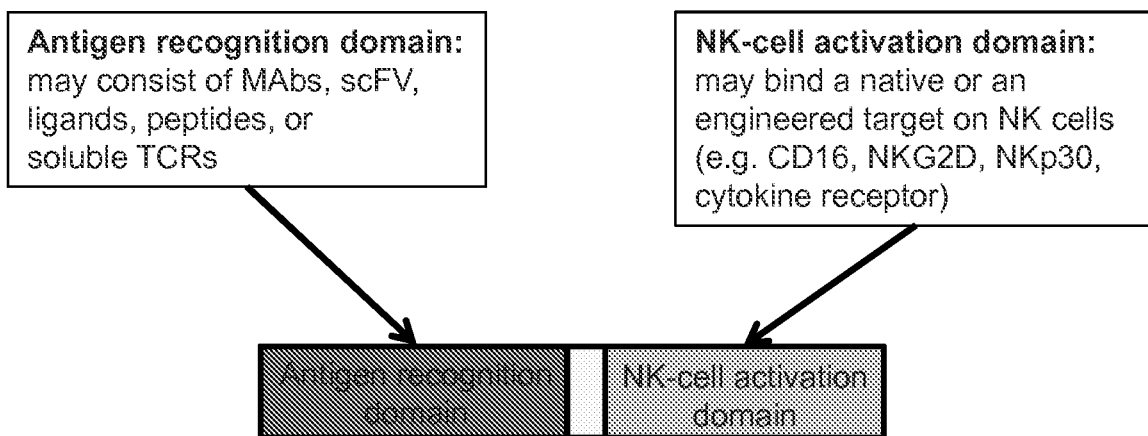 Antigen recognition domain:
may consist of MAbs, scFV,
ligands, peptides, or
soluble TCRs
NK-cell activation domain:
may bind a native or an
engineered target on NK cells
(e.g. CD16, NKG2D, NKp30,
cytokine receptor)
Antigen recognition
domain
NK-cell activation
domain